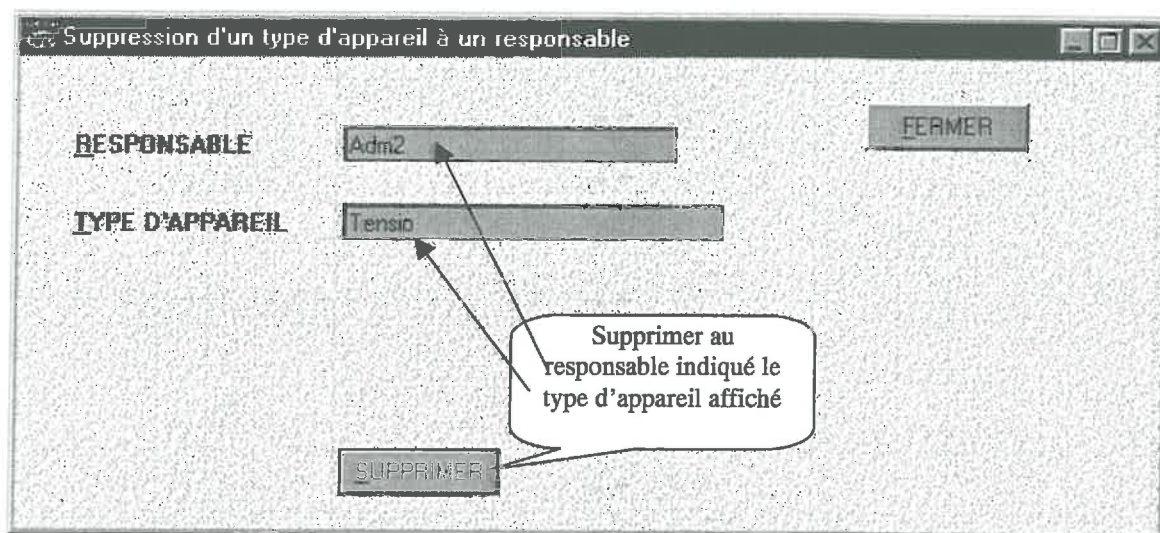 Suppression d'un type d'appareil à un responsable
RESPONSABLE
Adm2
FERMER
TYPE D'APPAREIL
Tensio
Supprimer au
responsable indiqué le
type d'appareil affiché
SUPPRIMER